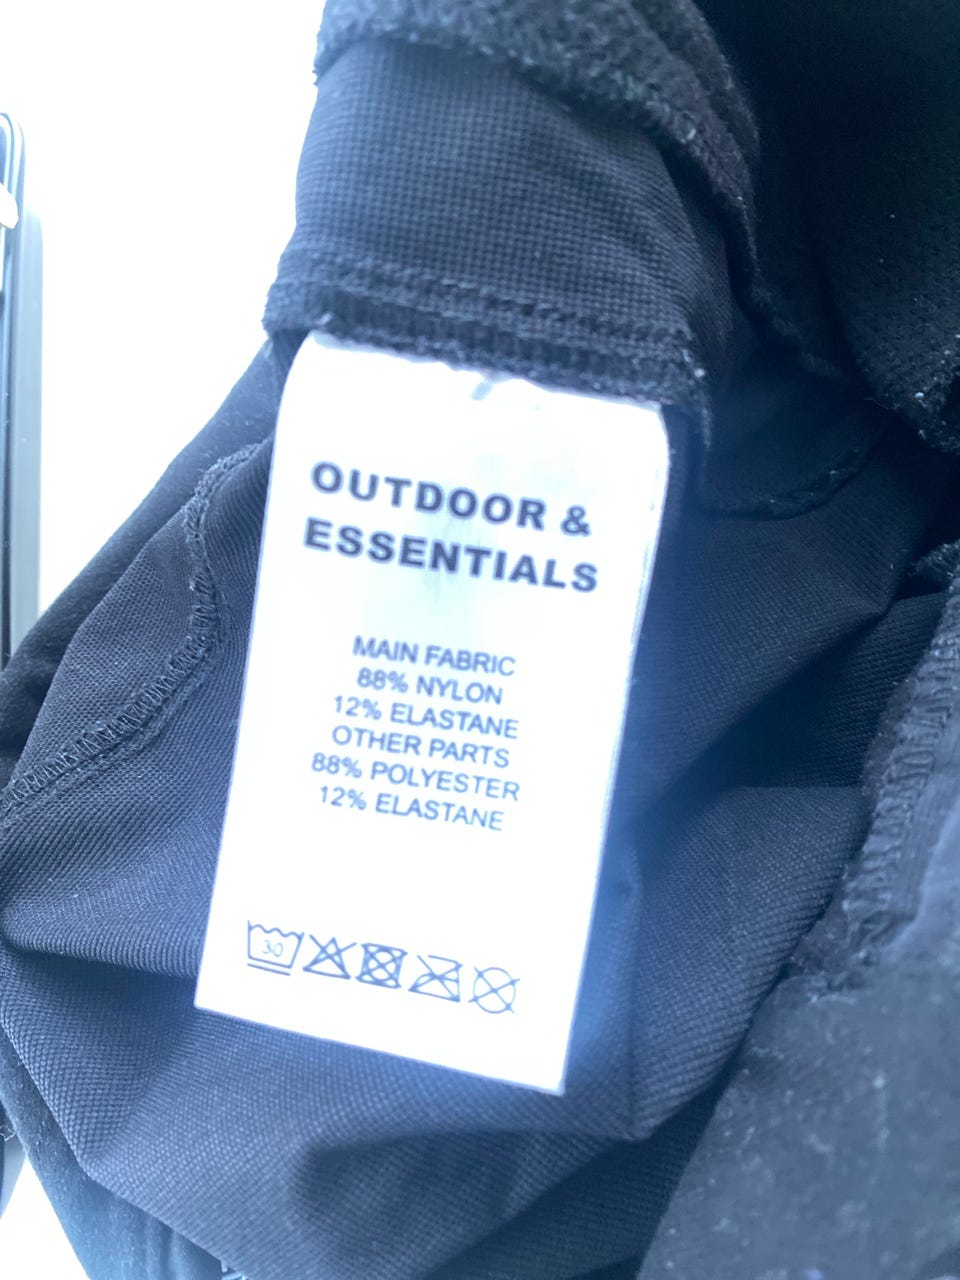 OUTDOOR &
ESSENTIALS
MAIN FABRIC
88% NYLON
12% ELASTANE
OTHER PARTS
88% POLYESTER
12% ELASTANE
30